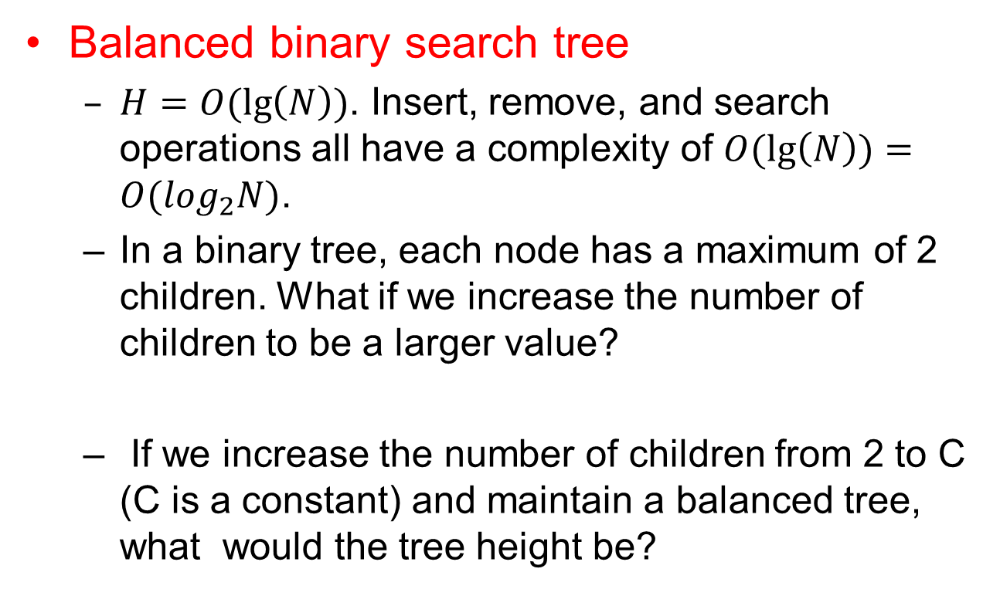 • Balanced binary search tree
– H = O(lg(N)). Insert, remove, and search
operations all have a complexity of O(lg(N)) =
O(log₂N).
– In a binary tree, each node has a maximum of 2
children. What if we increase the number of
children to be a larger value?
– If we increase the number of children from 2 to C
(C is a constant) and maintain a balanced tree,
what would the tree height be?